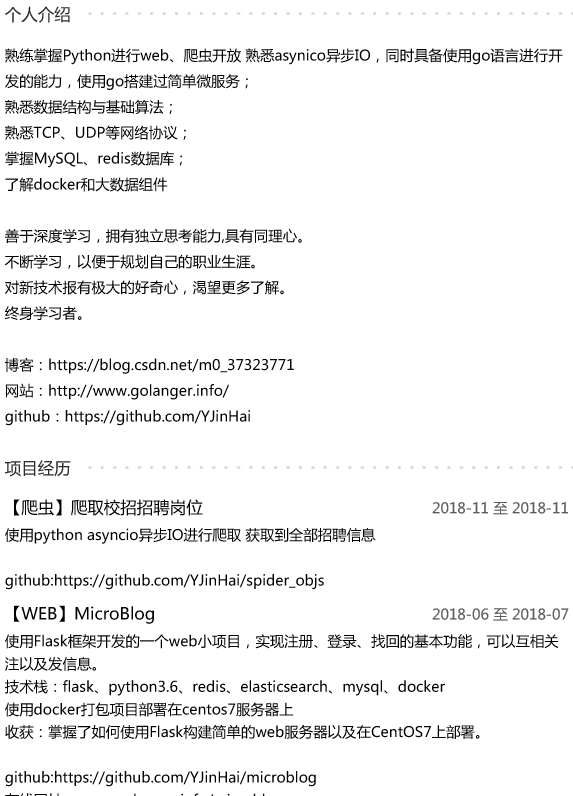 个人介绍
熟练掌握Python进行web、爬虫开放 熟悉asynico异步IO，同时具备使用go语言进行开
发的能力，使用go搭建过简单微服务；
熟悉数据结构与基础算法；
熟悉TCP、UDP等网络协议；
掌握MySQL、redis数据库；
了解docker和大数据组件
善于深度学习，拥有独立思考能力,具有同理心。
不断学习，以便于规划自己的职业生涯。
对新技术报有极大的好奇心，渴望更多了解。
终身学习者。
博客：https://blog.csdn.net/m0_37323771
网站：http://www.golanger.info/
github：https://github.com/YJinHai
项目经历
【爬虫】爬取校招招聘岗位 2018-11 至 2018-11
使用python asyncio异步IO进行爬取 获取到全部招聘信息
github:https://github.com/YJinHai/spider_objs
【WEB】MicroBlog 2018-06 至 2018-07
使用Flask框架开发的一个web小项目，实现注册、登录、找回的基本功能，可以互相关
注以及发信息。
技术栈：flask、python3.6、redis、elasticsearch、mysql、docker
使用docker打包项目部署在centos7服务器上
收获：掌握了如何使用Flask构建简单的web服务器以及在CentOS7上部署。
github:https://github.com/YJinHai/microblog